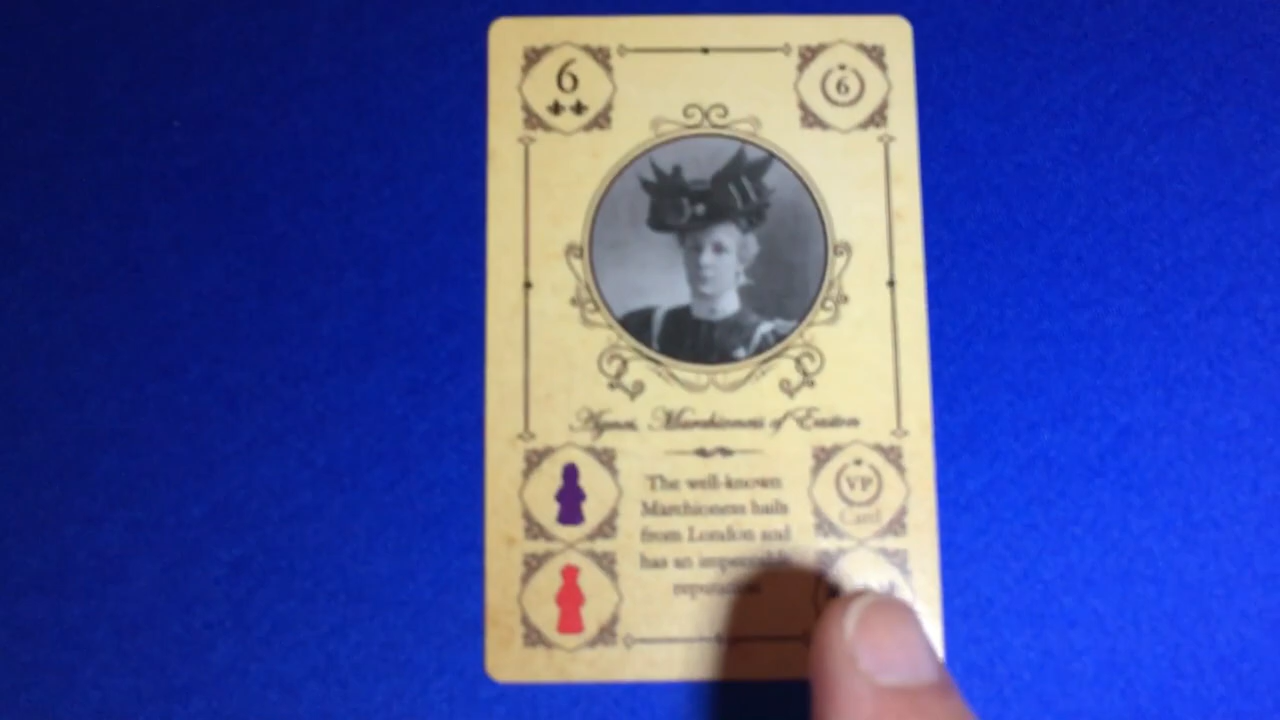 6
6
Agnes, Marchioness of Easton
VP
Card
The well-known
Marchioness hails
from London and
has an impeccable
reputation